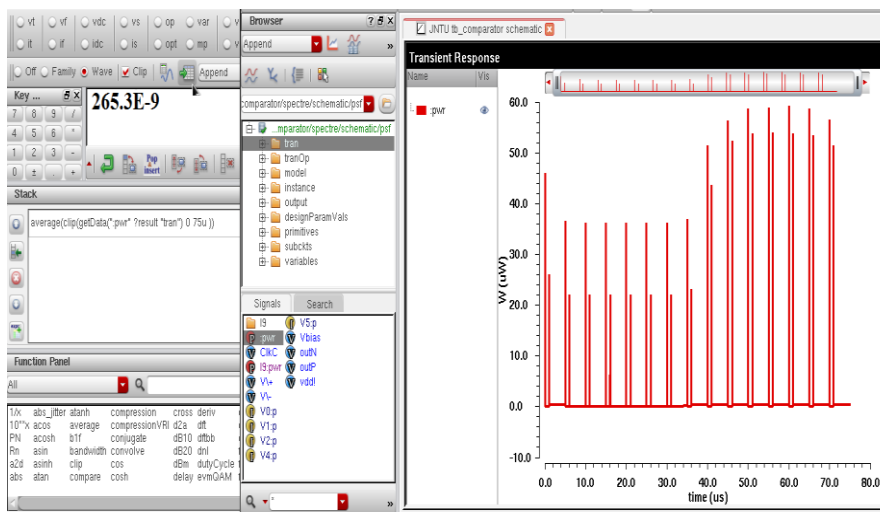 vt vf vdc vs op var v
it if idc is opt mp v
Off Family Wave Clip Append
Key ...
7 8 9 /
4 5 6 *
1 2 3 -
0 ± . +
265.3E-9
Pop
insert
Stack
average(clip(getData(":pwr" ?result "tran") 0 75u ))
Function Panel
All
1/x abs_jitter atanh compression cross deriv
10**x acos average compressionVRI d2a dft
PN acosh b1f conjugate dB10 dftbb
Rn asin bandwidth convolve dB20 dnl
a2d asinh clip cos dBm dutyCycle
abs atan compare cosh delay evmQAM
Browser
Append
»
comparator/spectre/schematic/psf
...mparator/spectre/schematic/psf
tran
tranOp
model
instance
output
designParamVals
primitives
subckts
variables
Signals Search
I9 V5:p
:pwr Vbias
ClkC outN
I9:pwr outP
V\+ vdd!
V\-
V0:p
V1:p
V2:p
V4:p
»
JNTU tb_comparator schematic
Transient Response
Name Vis
:pwr
W (uW)
60.0
50.0
40.0
30.0
20.0
10.0
0.0
-10.0
0.0 10.0 20.0 30.0 40.0 50.0 60.0 70.0 80.0
time (us)